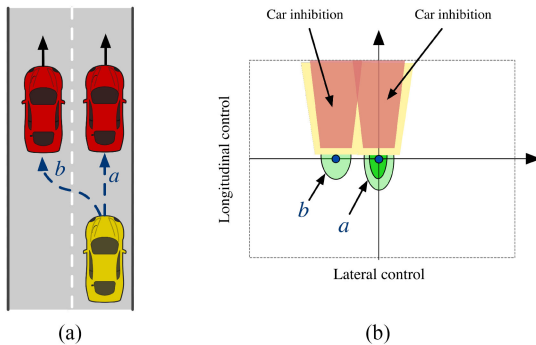 b
a
(a)
Car inhibition
Car inhibition
Longitudinal control
b
a
Lateral control
(b)